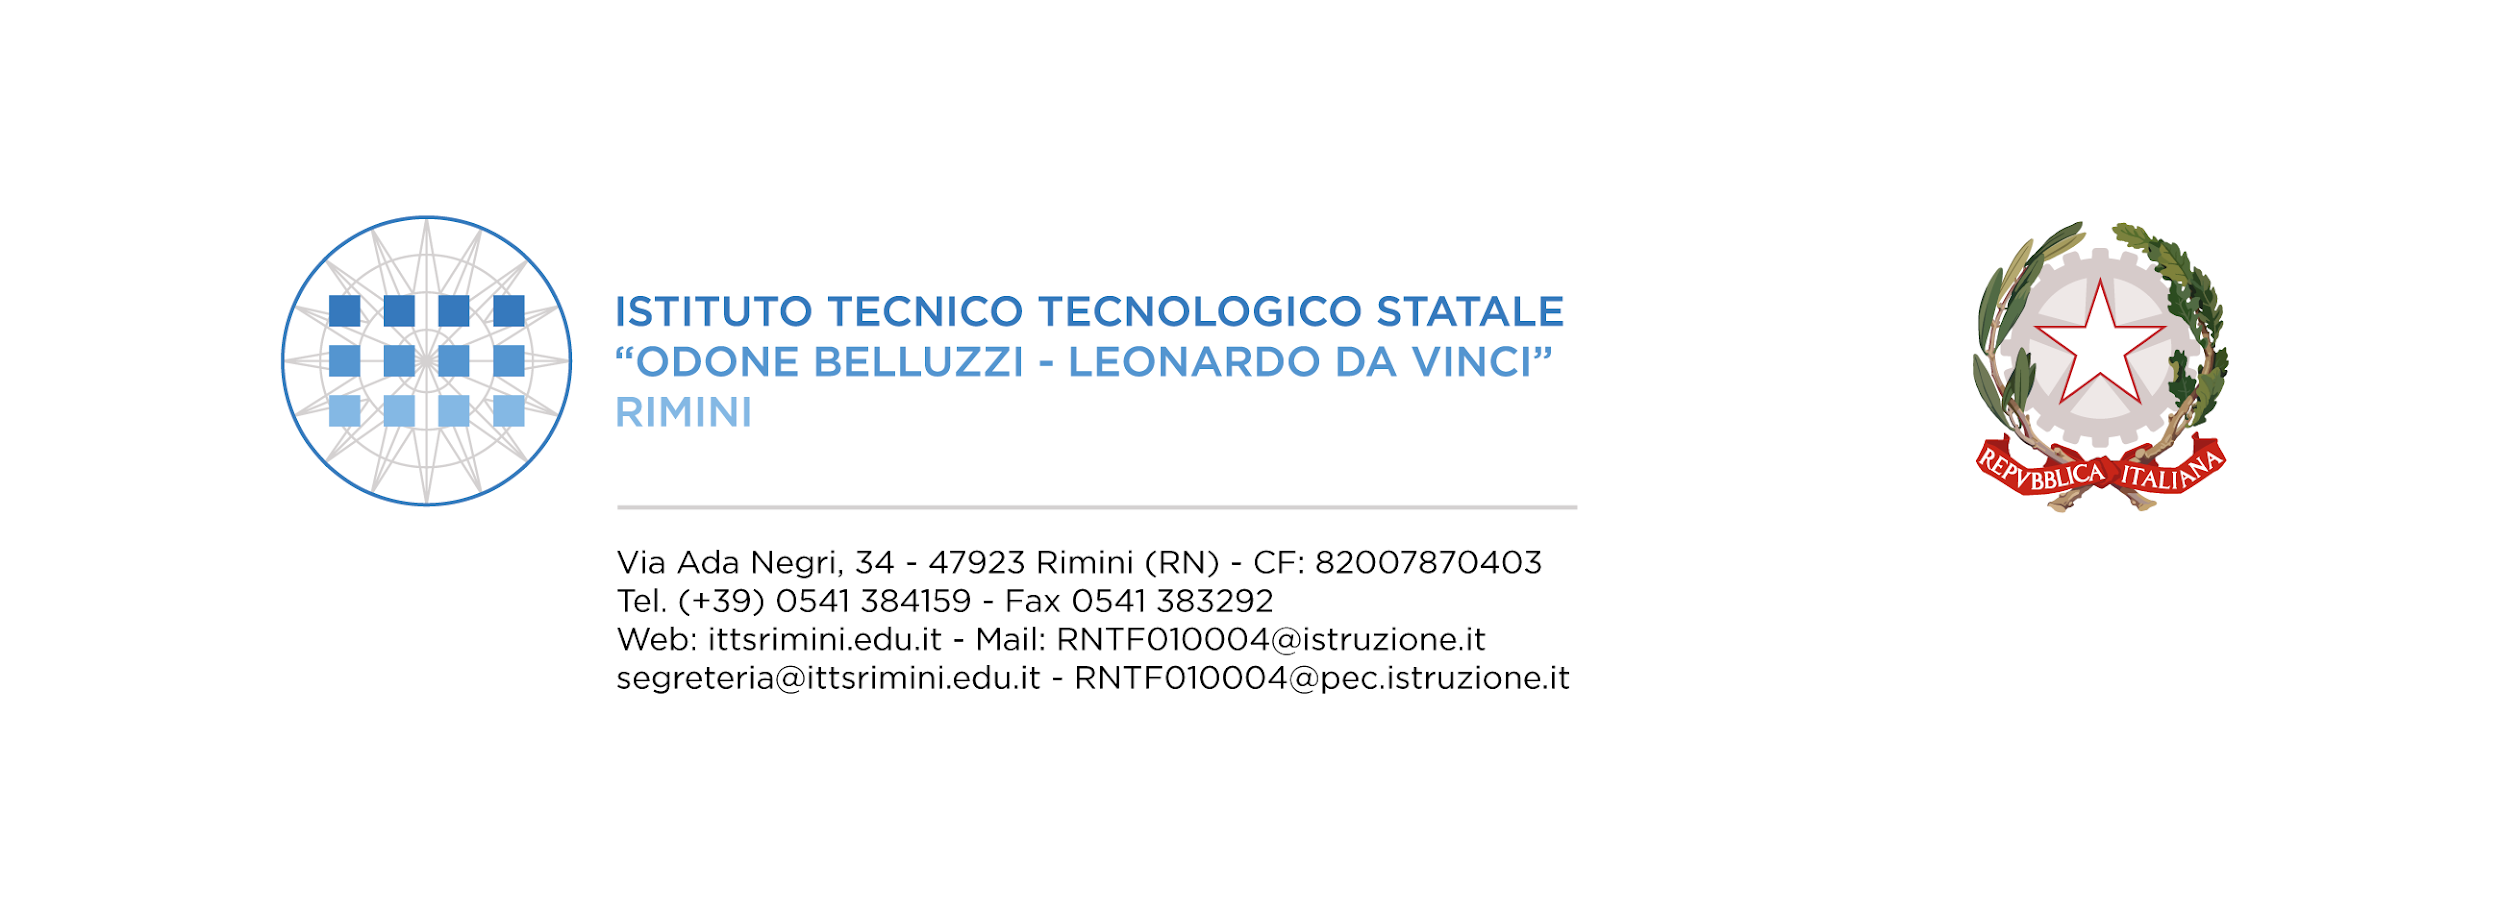 ISTITUTO TECNICO TECNOLOGICO STATALE
“ODONE BELLUZZI - LEONARDO DA VINCI”
RIMINI
Via Ada Negri, 34 - 47923 Rimini (RN) - CF: 82007870403
Tel. (+39) 0541 384159 - Fax 0541 383292
Web: ittsrimini.edu.it - Mail: RNTF010004@istruzione.it
segreteria@ittsrimini.edu.it - RNTF010004@pec.istruzione.it
REPVBBLICA ITALIANA